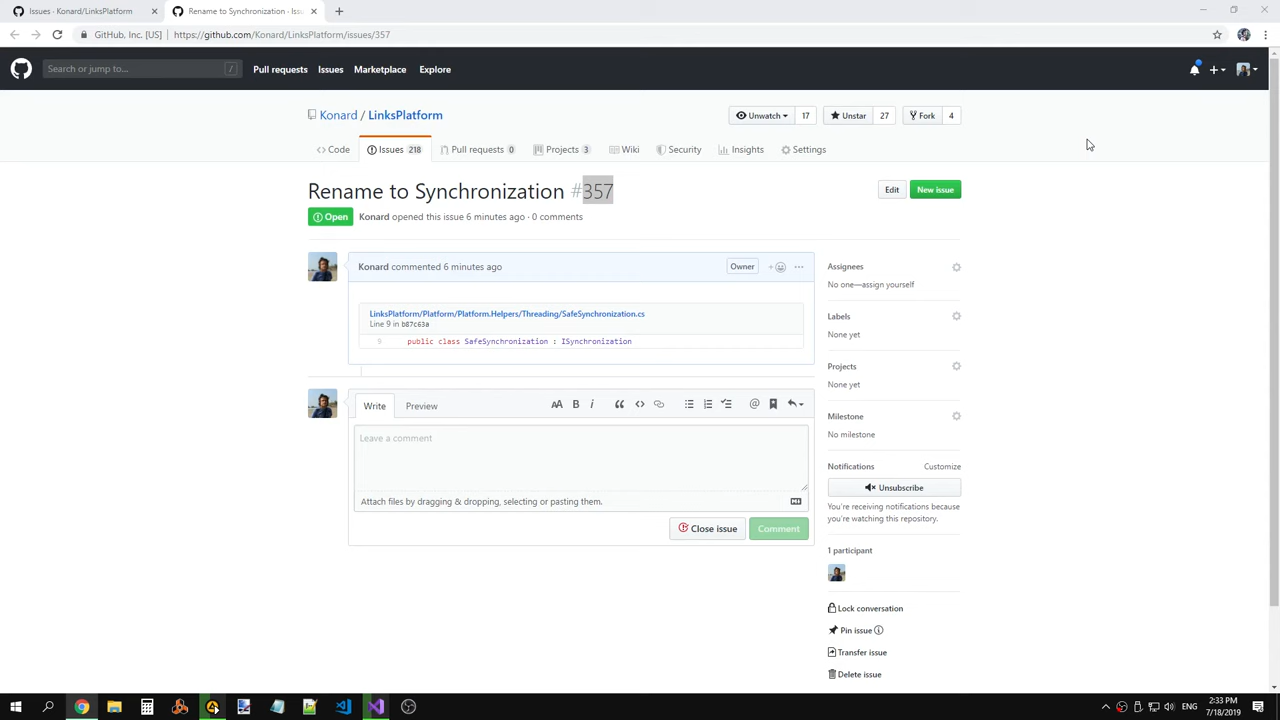 Issues · Konard/LinksPlatform
Rename to Synchronization · Issu
GitHub, Inc. [US]
https://github.com/Konard/LinksPlatform/issues/357
Search or jump to...
/
Pull requests
Issues
Marketplace
Explore
Konard / LinksPlatform
Unwatch
17
Unstar
27
Fork
4
Code
Issues 218
Pull requests 0
Projects 3
Wiki
Security
Insights
Settings
Rename to Synchronization #357
Edit
New issue
Open
Konard opened this issue 6 minutes ago · 0 comments
Konard commented 6 minutes ago
Owner
LinksPlatform/Platform/Platform.Helpers/Threading/SafeSynchronization.cs
Line 9 in b87c63a
9 public class SafeSynchronization : ISynchronization
Write
Preview
Leave a comment
Attach files by dragging & dropping, selecting or pasting them.
Close issue
Comment
Assignees
No one—assign yourself
Labels
None yet
Projects
None yet
Milestone
No milestone
Notifications
Customize
Unsubscribe
You're receiving notifications because
you're watching this repository.
1 participant
Lock conversation
Pin issue
Transfer issue
Delete issue
ENG
2:33 PM
7/18/2019